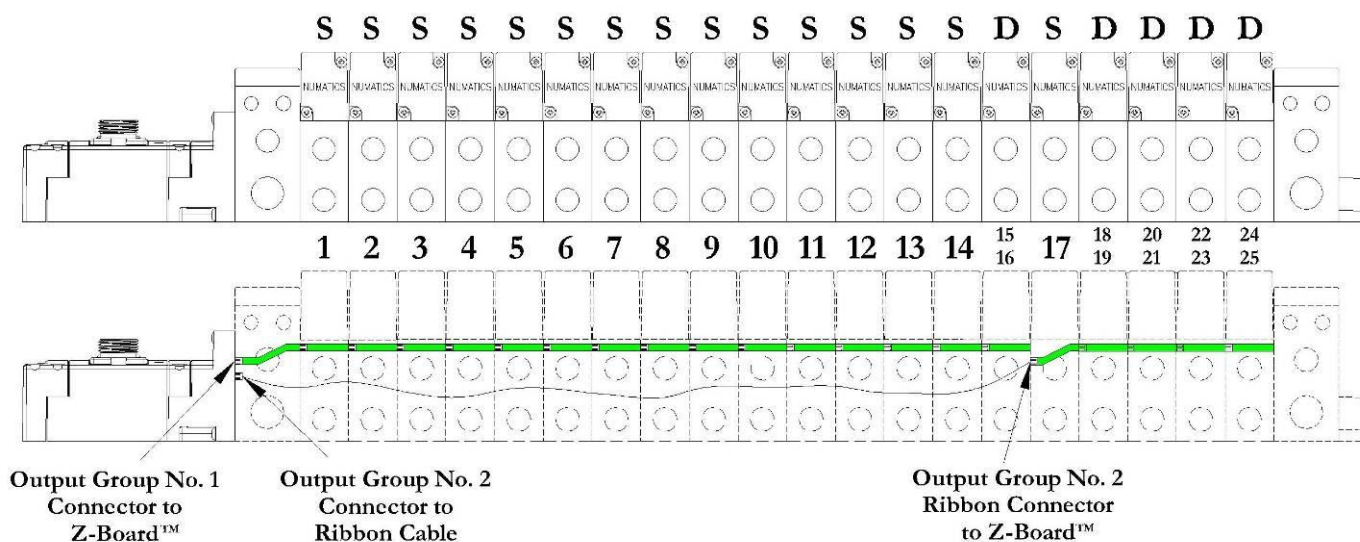 S S S S S S S S S S S S S S D S D D D D
NUMATICS NUMATICS NUMATICS NUMATICS NUMATICS NUMATICS NUMATICS NUMATICS NUMATICS NUMATICS NUMATICS NUMATICS NUMATICS NUMATICS NUMATICS NUMATICS NUMATICS NUMATICS NUMATICS NUMATICS
1 2 3 4 5 6 7 8 9 10 11 12 13 14 15 17 18 20 22 24
16 19 21 23 25
Output Group No. 1
Connector to
Z-Board™
Output Group No. 2
Connector to
Ribbon Cable
Output Group No. 2
Ribbon Connector
to Z-Board™